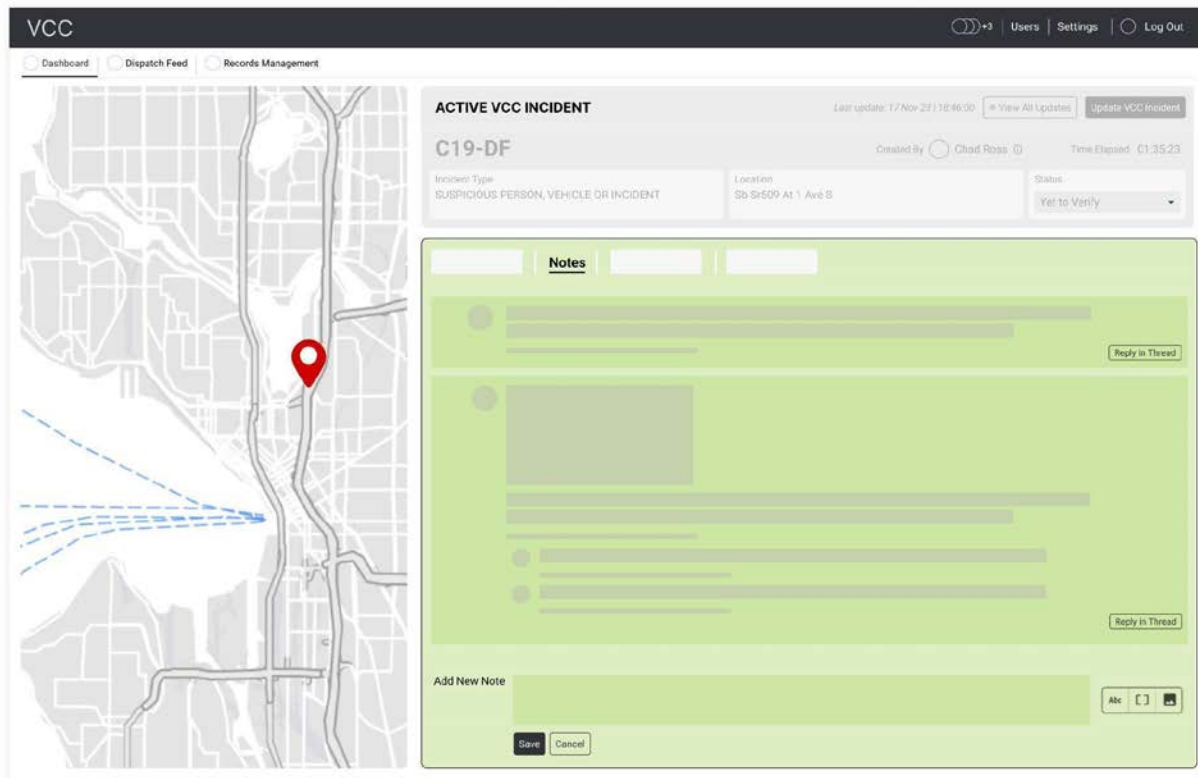 VCC
+3 | Users | Settings | Log Out
Dashboard Dispatch Feed Records Management
ACTIVE VCC INCIDENT
Last update: 17 Nov 23 | 18:46:00 View All Updates Update VCC Incident
C19-DF
Created By Chad Ross Time Elapsed: 01:35:23
Incident Type
SUSPICIOUS PERSON, VEHICLE OR INCIDENT
Location
Sb Sr509 At 1 Ave S
Status
Yet to Verify
Notes
Reply in Thread
Reply in Thread
Add New Note
Abc
Save Cancel